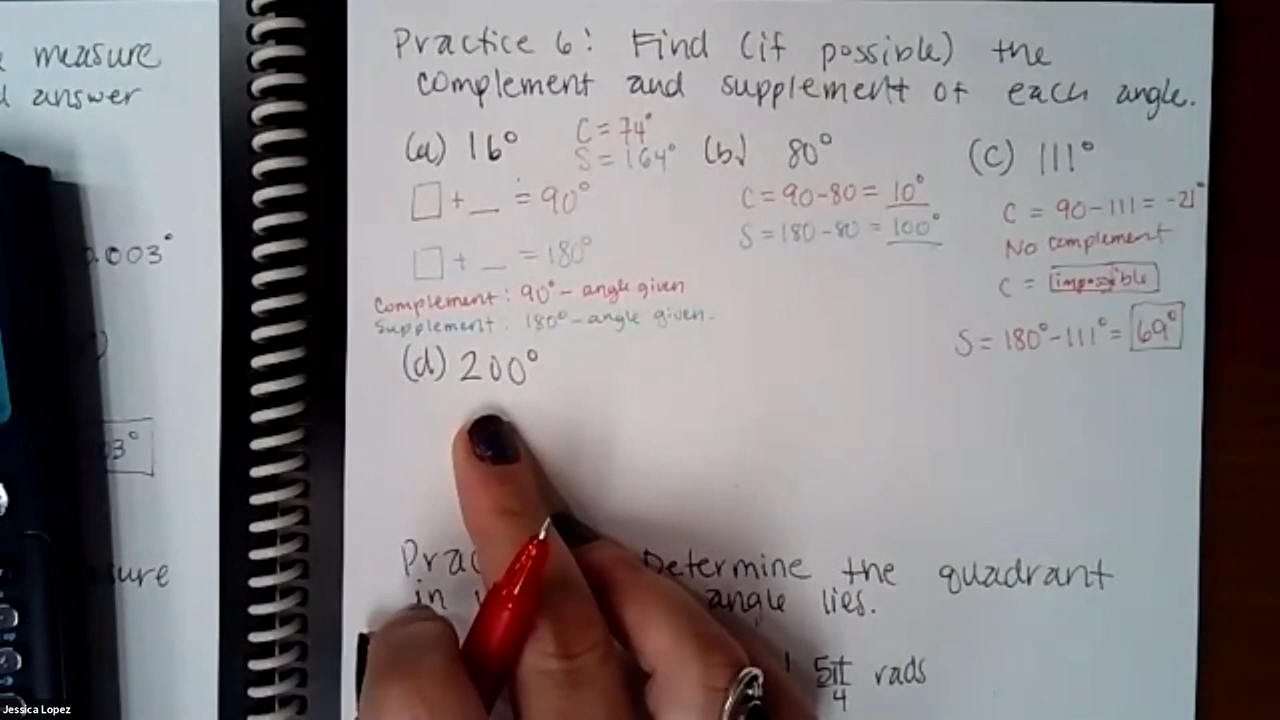 measure
answer
0.003°
03°
sure
Practice 6: Find (if possible) the
complement and supplement of each angle.
(a) 16°
C = 74°
S = 164°
□ + __ = 90°
□ + __ = 180°
Complement: 90° - angle given
Supplement: 180° - angle given.
(b) 80°
C = 90-80 = 10°
S = 180-80 = 100°
(c) 111°
C = 90-111 = -21°
No complement
C = impossible
S = 180°-111° = 69°
(d) 200°
Determine the quadrant
in angle lies.
5π/4 rads
Jessica Lopez